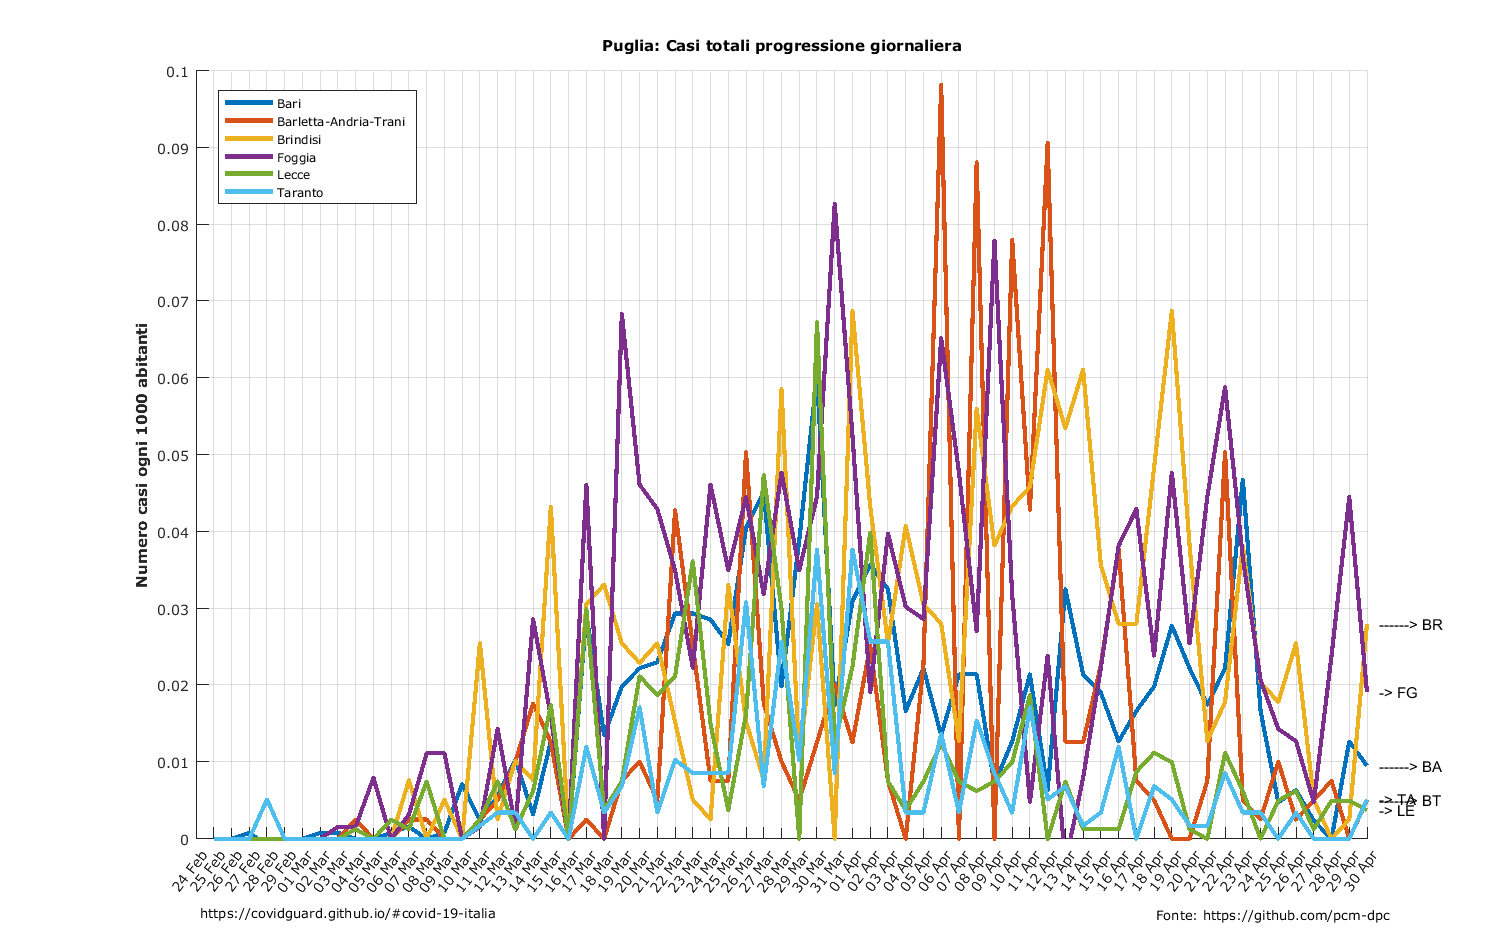 Puglia: Casi totali progressione giornaliera
Bari
Barletta-Andria-Trani
Brindisi
Foggia
Lecce
Taranto
Numero casi ogni 1000 abitanti
0.1
0.09
0.08
0.07
0.06
0.05
0.04
0.03
0.02
0.01
0
------> BR
-> FG
------> BA
-> TA
------> BT
-> LE
24 Feb
25 Feb
26 Feb
27 Feb
28 Feb
29 Feb
01 Mar
02 Mar
03 Mar
04 Mar
05 Mar
06 Mar
07 Mar
08 Mar
09 Mar
10 Mar
11 Mar
12 Mar
13 Mar
14 Mar
15 Mar
16 Mar
17 Mar
18 Mar
19 Mar
20 Mar
21 Mar
22 Mar
23 Mar
24 Mar
25 Mar
26 Mar
27 Mar
28 Mar
29 Mar
30 Mar
31 Mar
01 Apr
02 Apr
03 Apr
04 Apr
05 Apr
06 Apr
07 Apr
08 Apr
09 Apr
10 Apr
11 Apr
12 Apr
13 Apr
14 Apr
15 Apr
16 Apr
17 Apr
18 Apr
19 Apr
20 Apr
21 Apr
22 Apr
23 Apr
24 Apr
25 Apr
26 Apr
27 Apr
28 Apr
29 Apr
30 Apr
https://covidguard.github.io/#covid-19-italia
Fonte: https://github.com/pcm-dpc